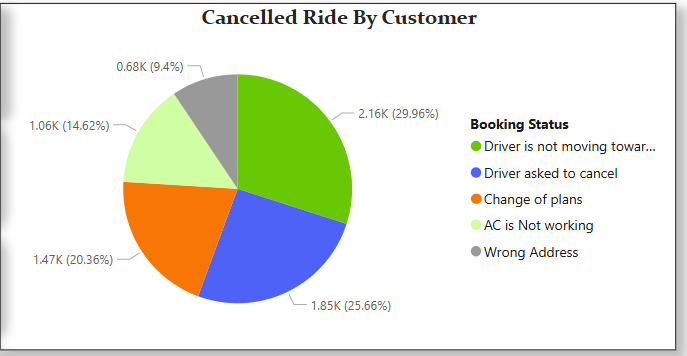 Cancelled Ride By Customer
0.68K (9.4%)
2.16K (29.96%)
1.06K (14.62%)
1.47K (20.36%)
1.85K (25.66%)
Booking Status
Driver is not moving towar...
Driver asked to cancel
Change of plans
AC is Not working
Wrong Address